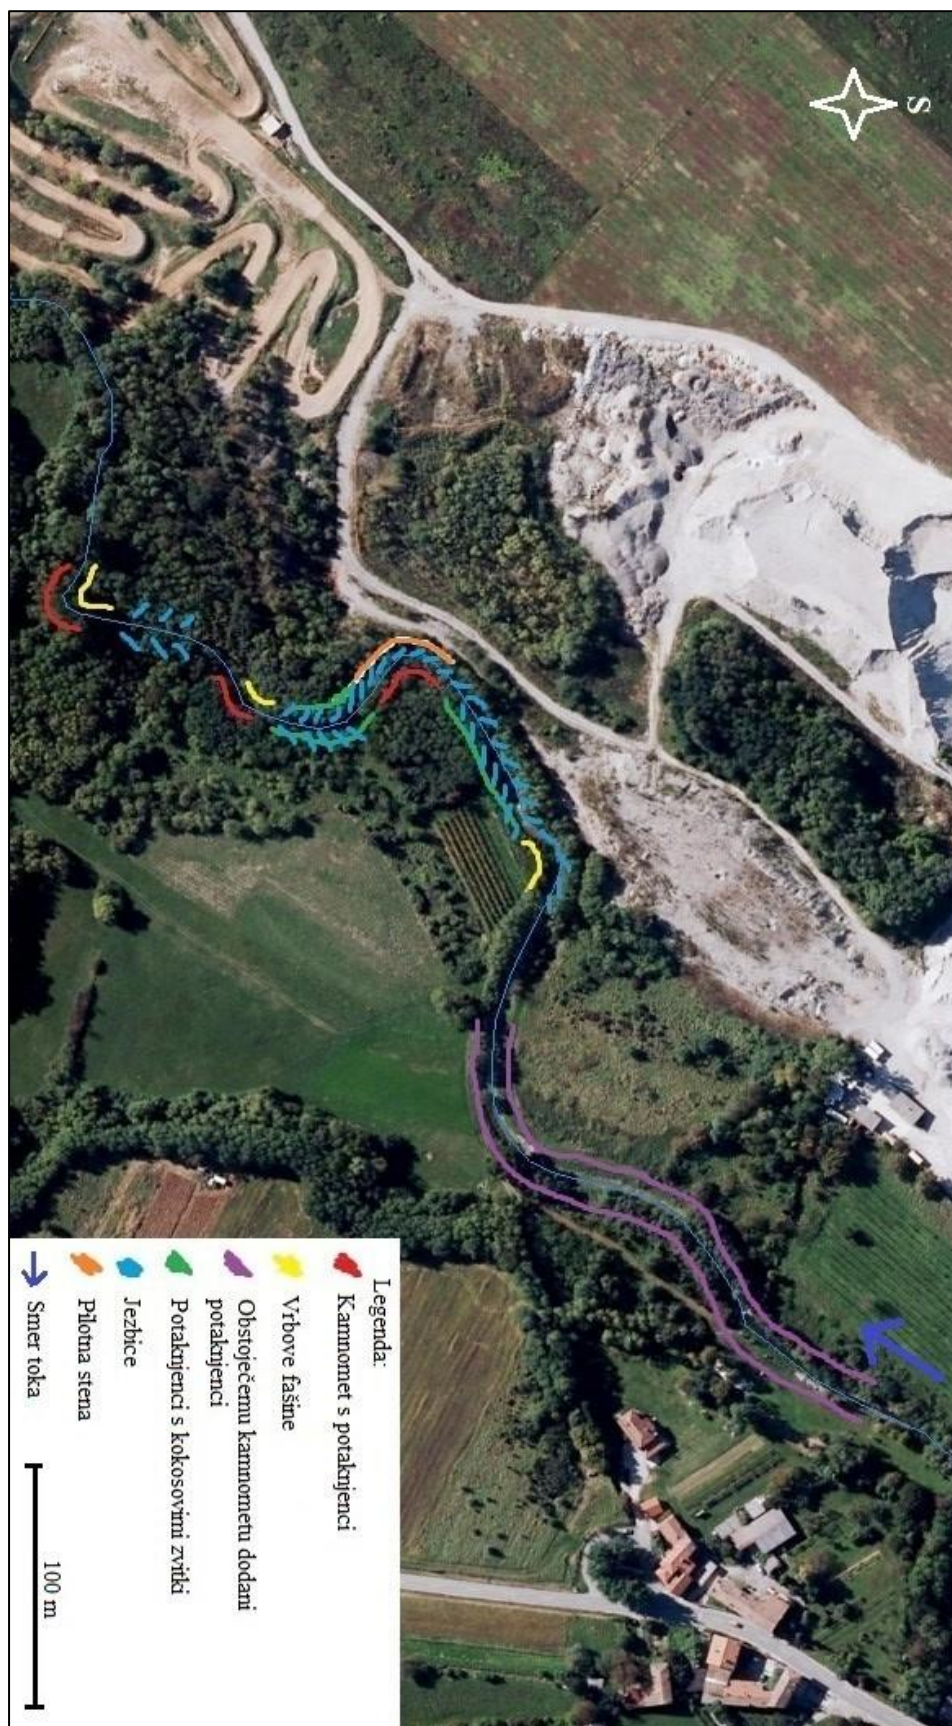 S
Legenda:
Kamnomet s potaknjenci
Vrbove fašine
Obstoječemu kamnometu dodani
potaknjenci
Potaknjenci s kokosovimi zvitki
Jezbice
Pilotna stena
Smer toka
100 m